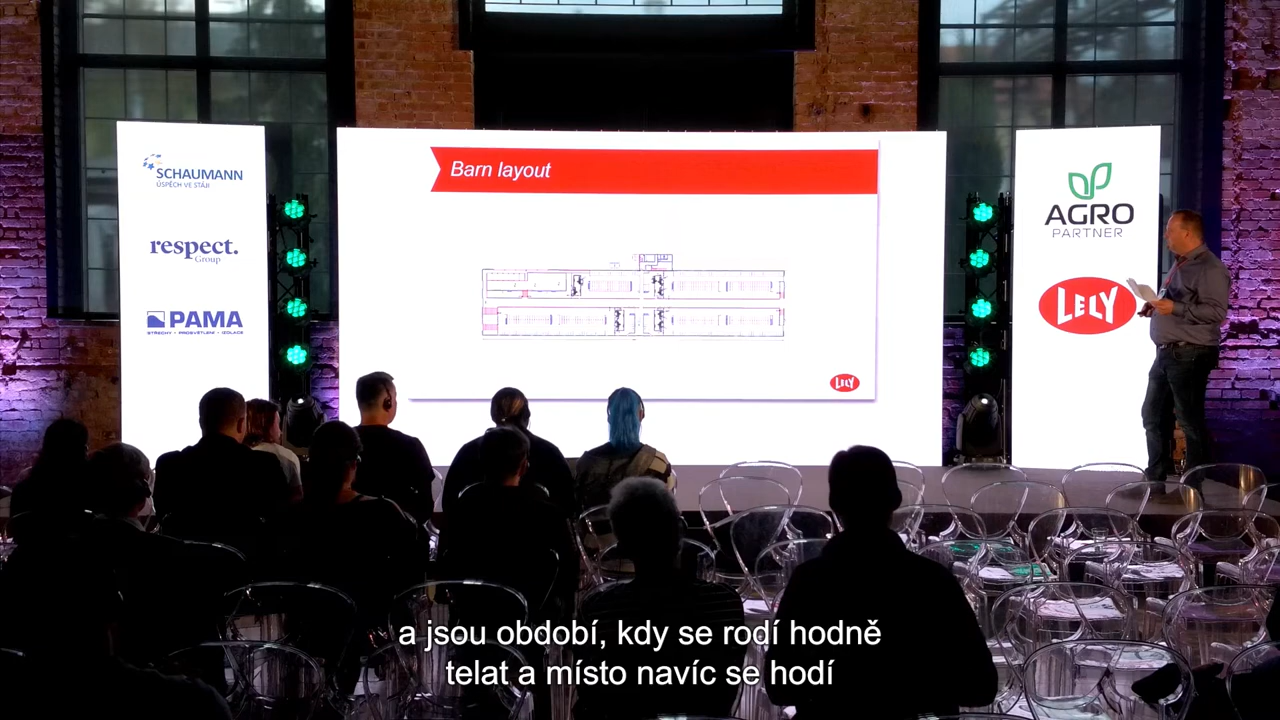 SCHAUMANN
ÚSPĚCH VE STÁJI
respect.
Group
PAMA
STŘECHY • PROSVĚTLENÍ • IZOLACE
Barn layout
LELY
AGRO
PARTNER
LELY
a jsou období, kdy se rodí hodně
telat a místo navíc se hodí